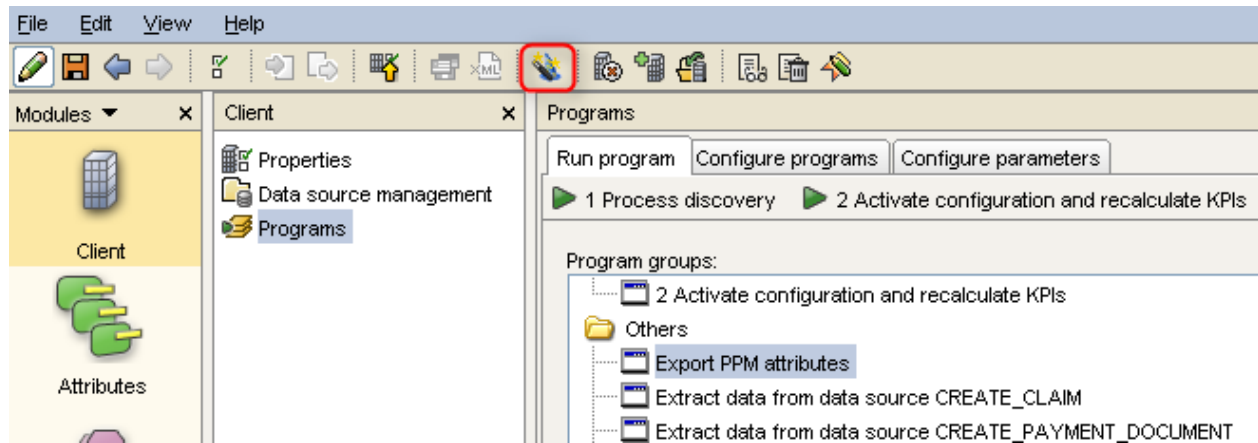 File Edit View Help
XML
Modules Client Programs
Run program Configure programs Configure parameters
Properties
Data source management
1 Process discovery 2 Activate configuration and recalculate KPIs
Programs
Client
Program groups:
2 Activate configuration and recalculate KPIs
Others
Export PPM attributes
Attributes
Extract data from data source CREATE_CLAIM
Extract data from data source CREATE_PAYMENT_DOCUMENT